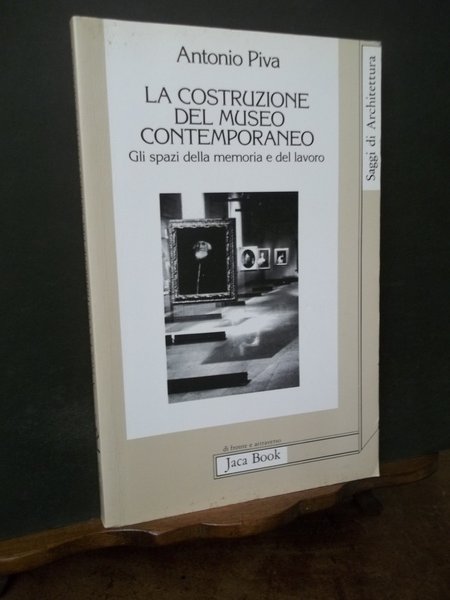 Antonio Piva
LA COSTRUZIONE
DEL MUSEO
CONTEMPORANEO
Gli spazi della memoria e del lavoro
Saggi di Architettura
di fronte e attraverso
Jaca Book